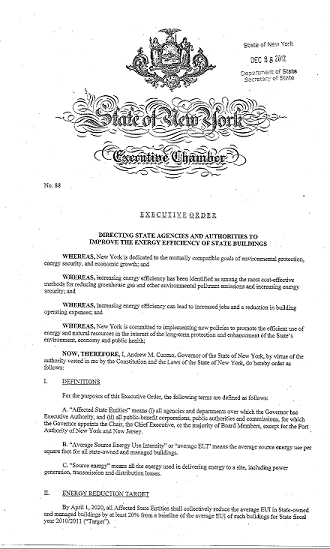 State of New York
DEC 28 2012
Department of State
Secretary of State
State of New York
Executive Chamber
No. 88
EXECUTIVE ORDER
DIRECTING STATE AGENCIES AND AUTHORITIES TO
IMPROVE THE ENERGY EFFICIENCY OF STATE BUILDINGS
WHEREAS, New York is dedicated to the mutually compatible goals of environmental protection,
energy security, and economic growth; and
WHEREAS, increasing energy efficiency has been identified as among the most cost-effective
methods for reducing greenhouse gas and other environmental pollutant emissions and increasing energy
security; and
WHEREAS, increasing energy efficiency can lead to increased jobs and a reduction in building
operating expenses; and
WHEREAS, New York is committed to implementing new policies to promote the efficient use of
energy and natural resources in the interest of the long-term protection and enhancement of the State's
environment, economy and public health;
NOW, THEREFORE, I, Andrew M. Cuomo, Governor of the State of New York, by virtue of the
authority vested in me by the Constitution and the Laws of the State of New York, do hereby order as
follows:
I. DEFINITIONS
For the purposes of this Executive Order, the following terms are defined as follows:
A. "Affected State Entities" means (i) all agencies and departments over which the Governor has
Executive Authority, and (ii) all public-benefit corporations, public authorities and commissions, for which
the Governor appoints the Chair, the Chief Executive, or the majority of Board Members, except for the Port
Authority of New York and New Jersey.
B. "Average Source Energy Use Intensity" or "average EUI" means the average source energy use per
square foot for all state-owned and managed buildings.
C. "Source energy" means all the energy used in delivering energy to a site, including power
generation, transmission and distribution losses.
II. ENERGY REDUCTION TARGET
By April 1, 2020, all Affected State Entities shall collectively reduce the average EUI in State-owned
and managed buildings by at least 20% from a baseline of the average EUI of such buildings for State fiscal
year 2010/2011 ("Target").